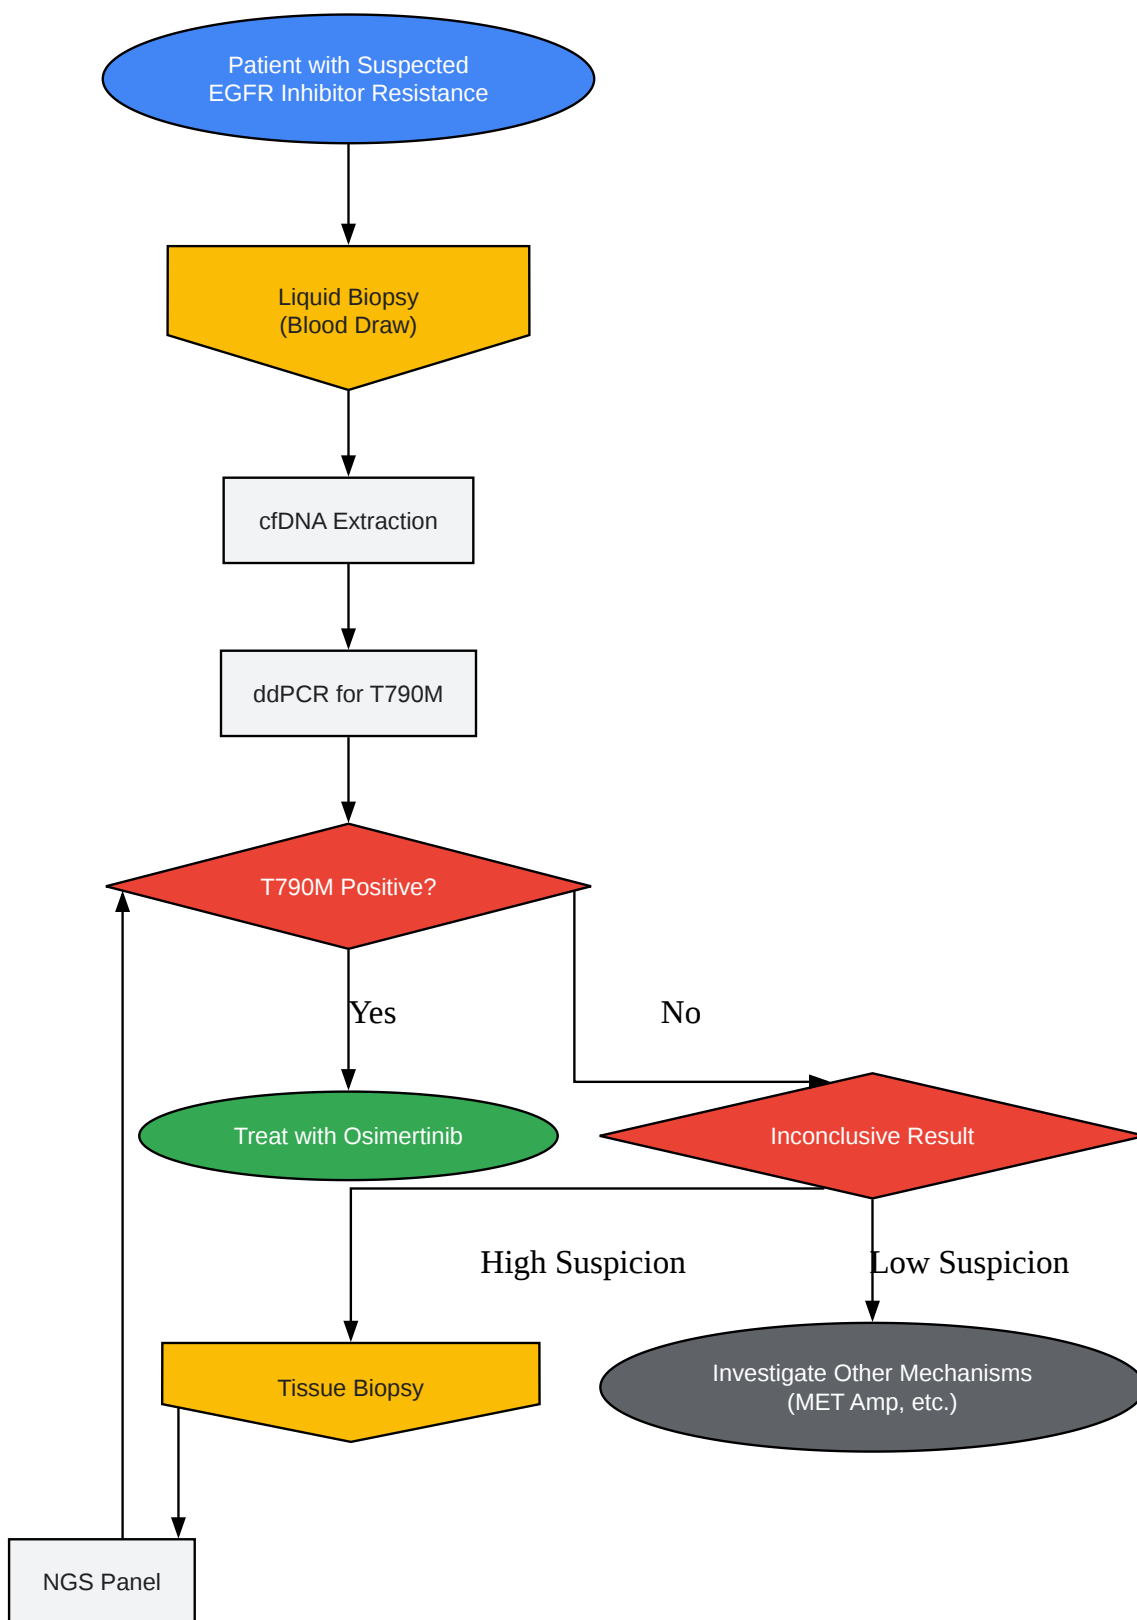 Patient with Suspected
EGFR Inhibitor Resistance
Liquid Biopsy
(Blood Draw)
cfDNA Extraction
ddPCR for T790M
T790M Positive?
Yes
No
Treat with Osimertinib
Inconclusive Result
High Suspicion
Low Suspicion
Tissue Biopsy
Investigate Other Mechanisms
(MET Amp, etc.)
NGS Panel